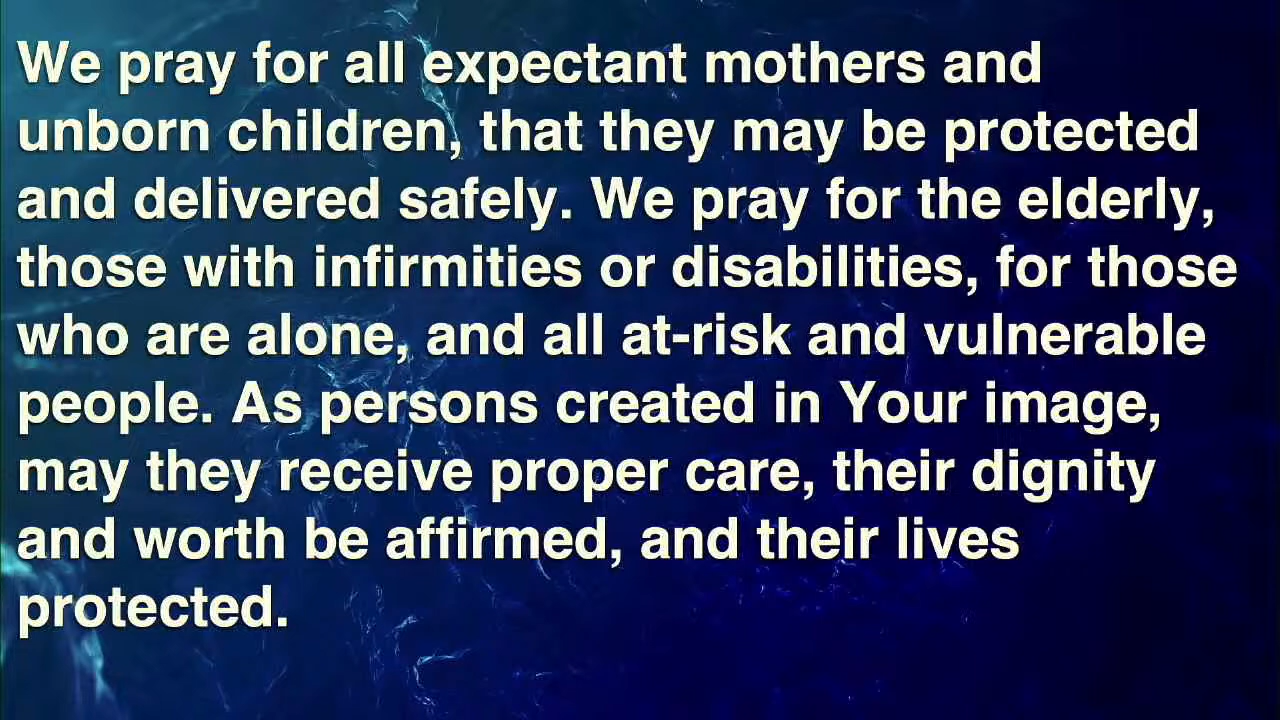 We pray for all expectant mothers and
unborn children, that they may be protected
and delivered safely. We pray for the elderly,
those with infirmities or disabilities, for those
who are alone, and all at-risk and vulnerable
people. As persons created in Your image,
may they receive proper care, their dignity
and worth be affirmed, and their lives
protected.